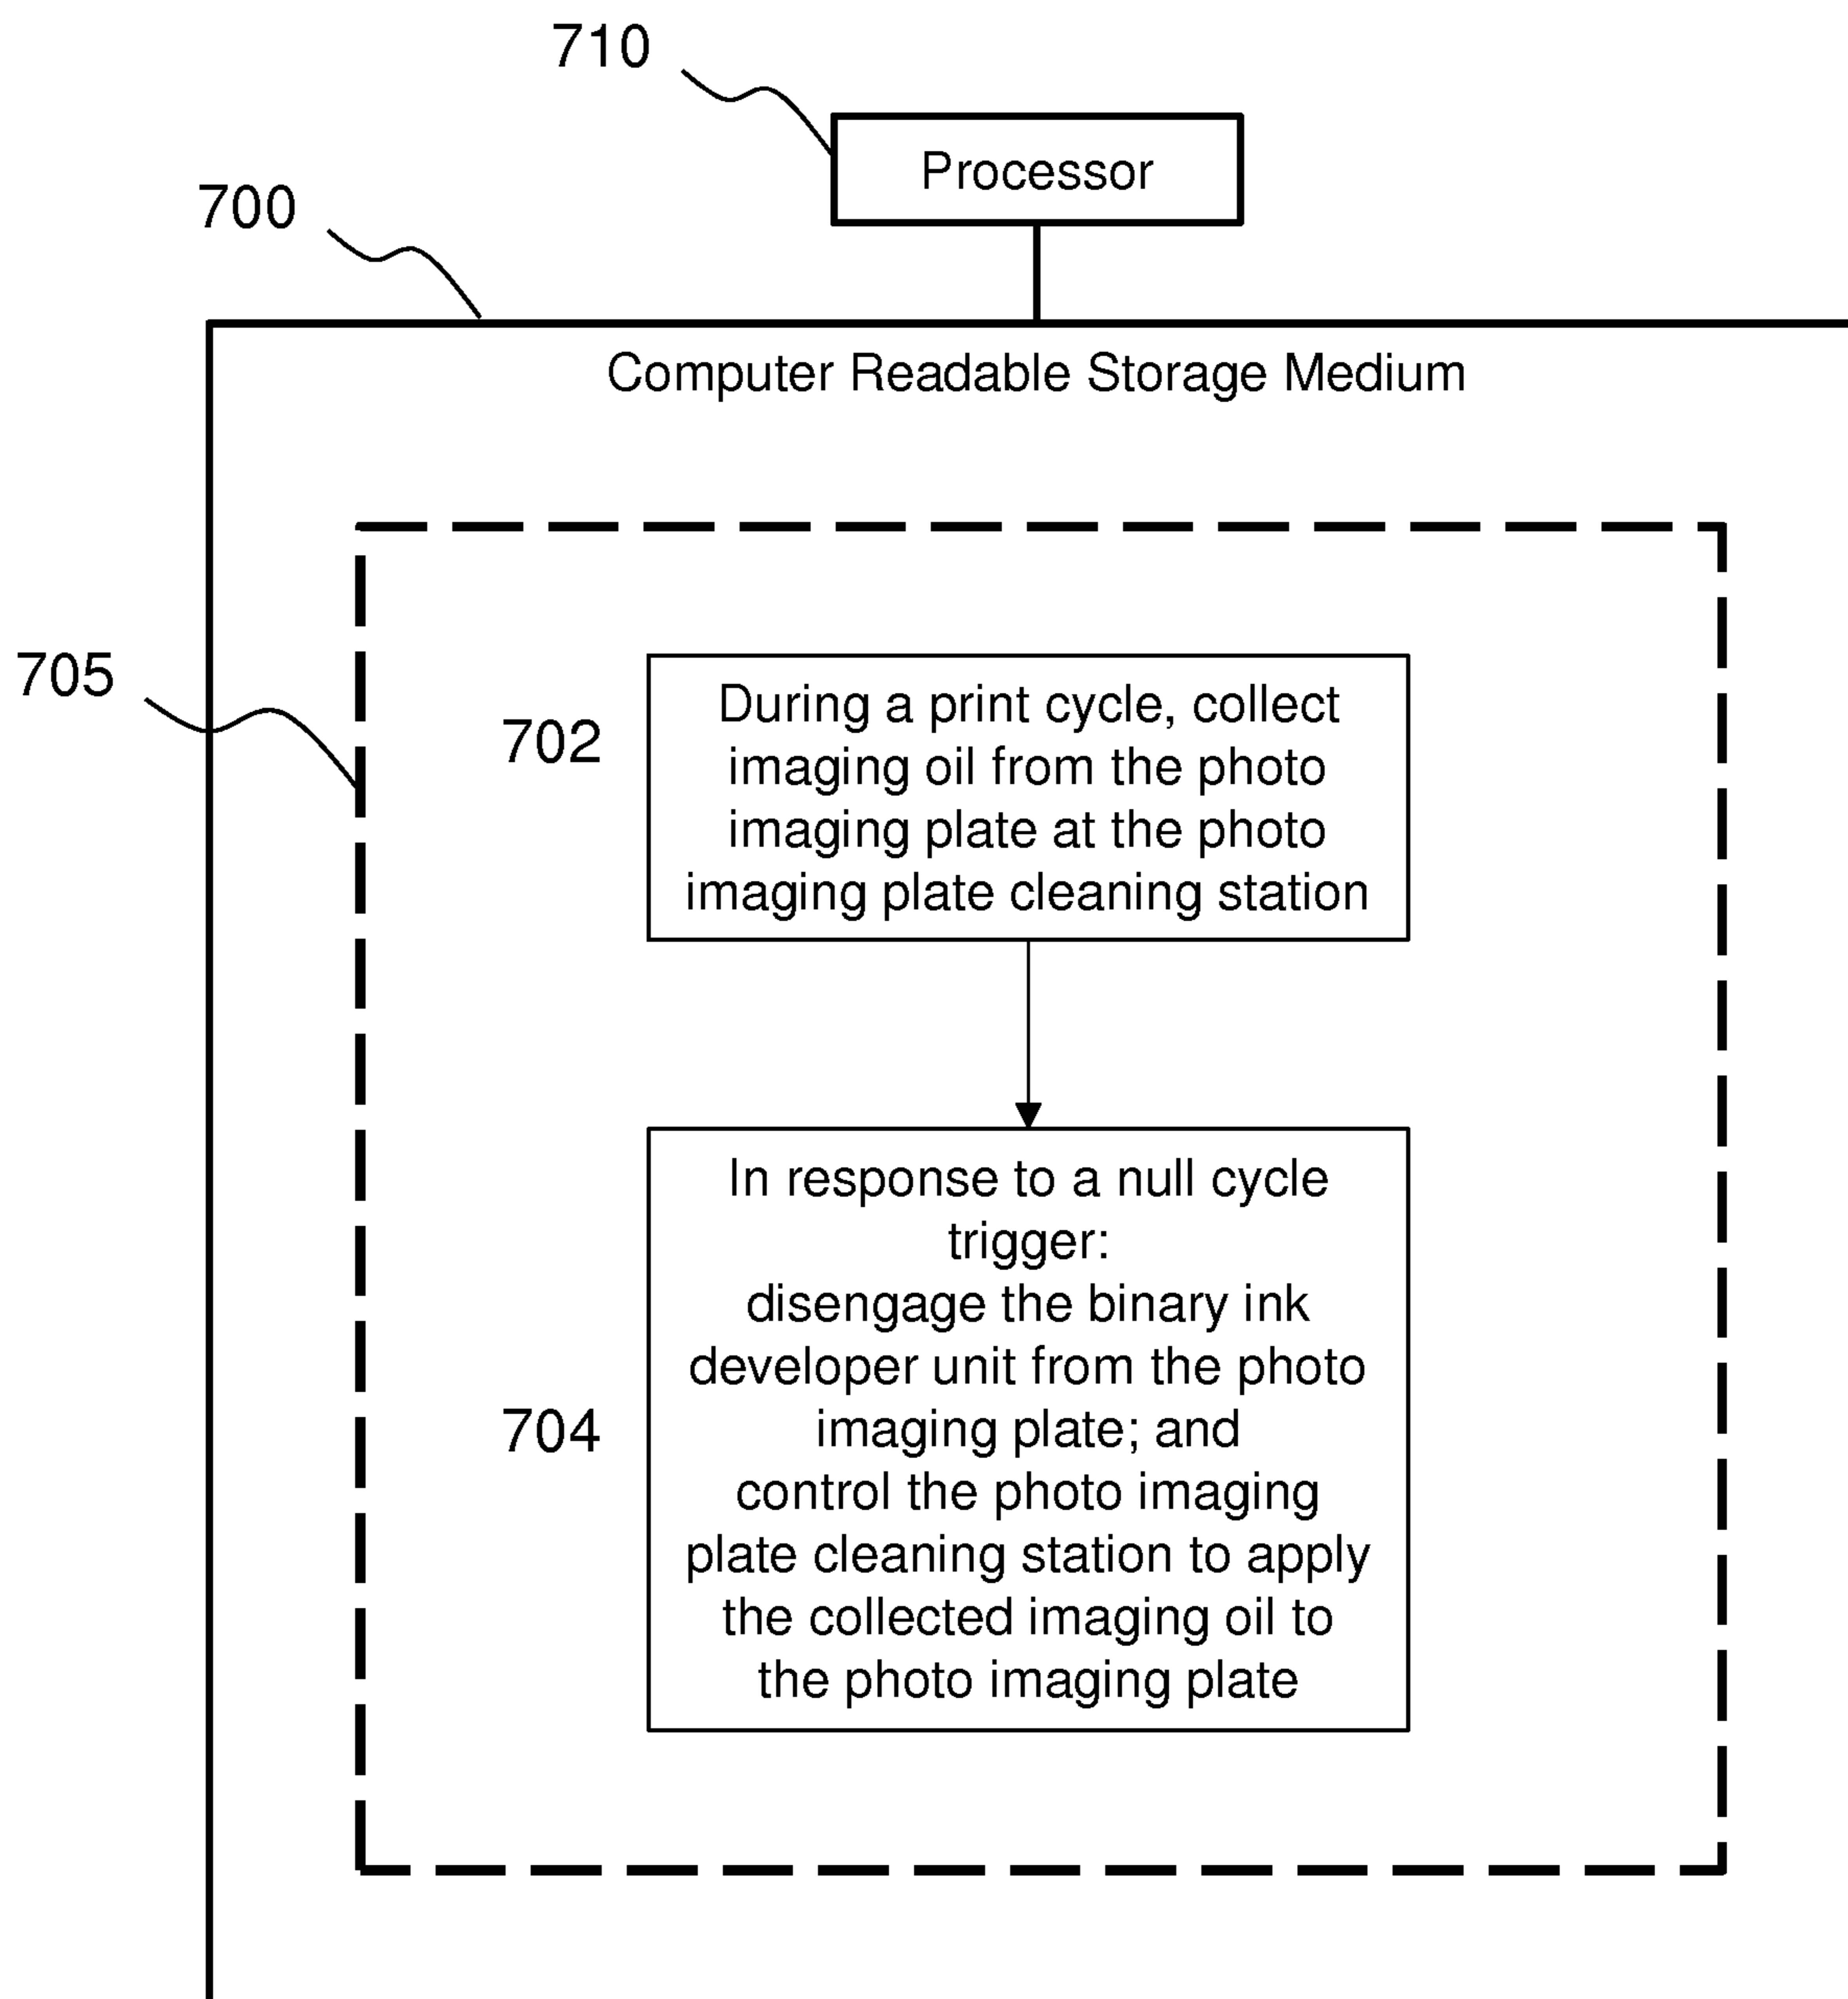 710
Processor
700
Computer Readable Storage Medium
705
702
During a print cycle, collect
imaging oil from the photo
imaging plate at the photo
imaging plate cleaning station
704
In response to a null cycle
trigger:
disengage the binary ink
developer unit from the photo
imaging plate; and
control the photo imaging
plate cleaning station to apply
the collected imaging oil to
the photo imaging plate